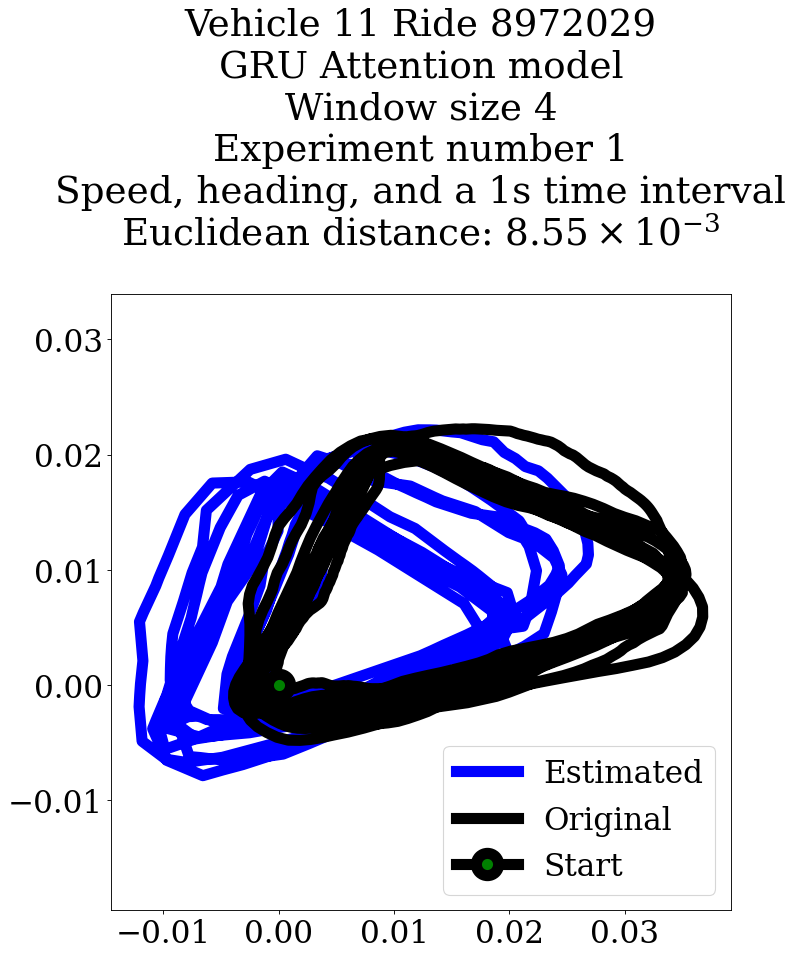 Vehicle 11 Ride 8972029
GRU Attention model
Window size 4
Experiment number 1
Speed, heading, and a 1s time interval
Euclidean distance: 8.55 × 10⁻³
0.03
0.02
0.01
0.00
−0.01
Estimated
Original
Start
−0.01 0.00 0.01 0.02 0.03